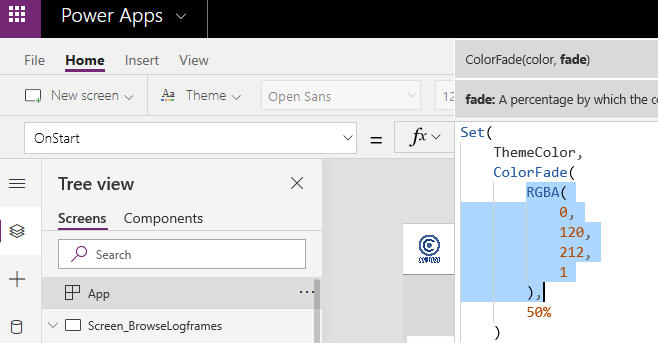 Power Apps
File Home Insert View
New screen Theme Open Sans 12
ColorFade(color, fade)
fade: A percentage by which the co
OnStart = fx
Set(
ThemeColor,
ColorFade(
RGBA(
0,
120,
212,
1
),
50%
)
Tree view
Screens Components
Search
App
Screen_BrowseLogframes
CONTOSO